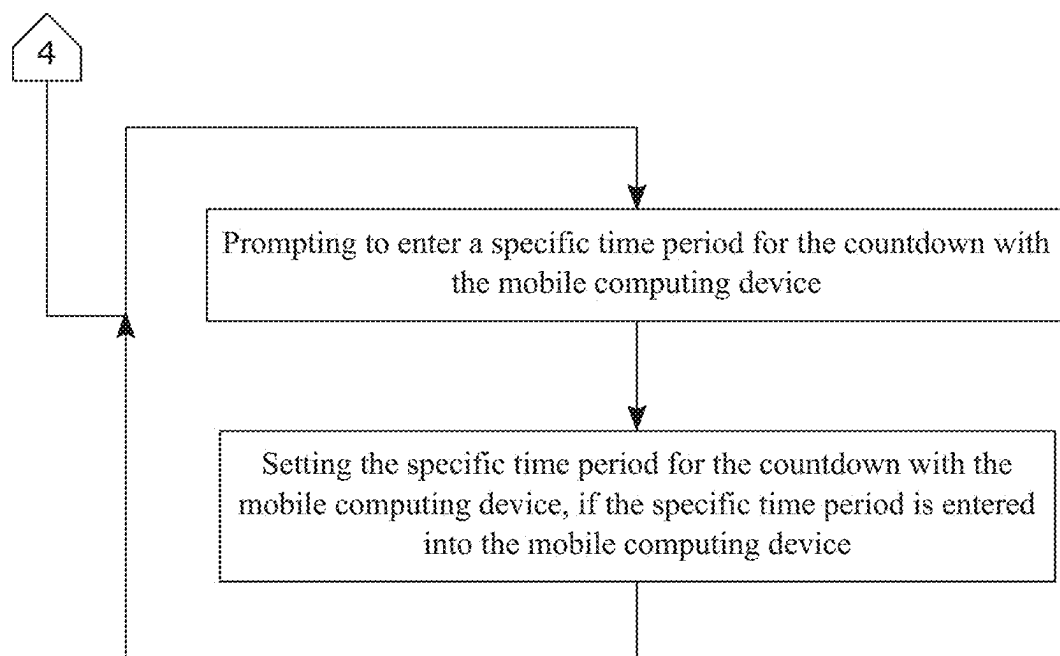 4
Prompting to enter a specific time period for the countdown with
the mobile computing device
Setting the specific time period for the countdown with the
mobile computing device, if the specific time period is entered
into the mobile computing device